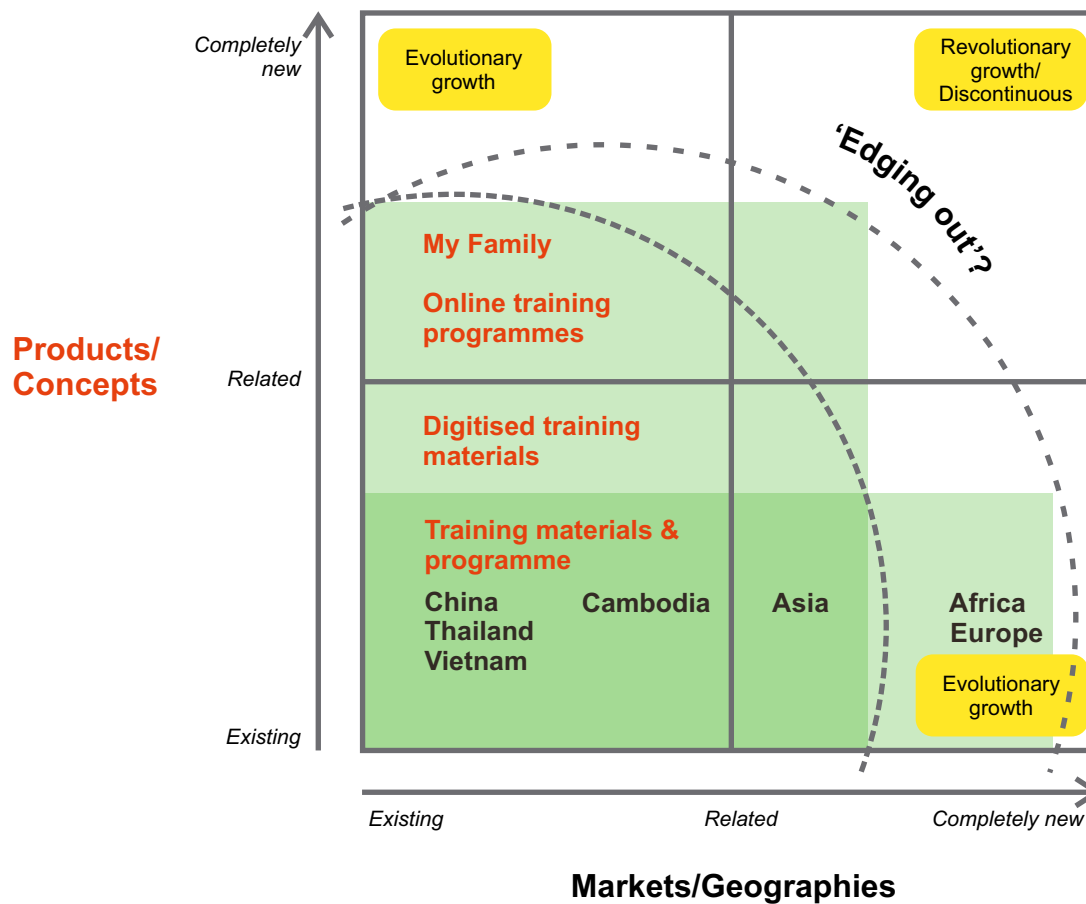 Completely
new
Evolutionary
growth
Revolutionary
growth/
Discontinuous
‘Edging out’?
My Family
Online training
programmes
Products/
Concepts
Related
Digitised training
materials
Training materials &
programme
China
Thailand
Vietnam
Cambodia
Asia
Africa
Europe
Evolutionary
growth
Existing
Existing
Related
Completely new
Markets/Geographies